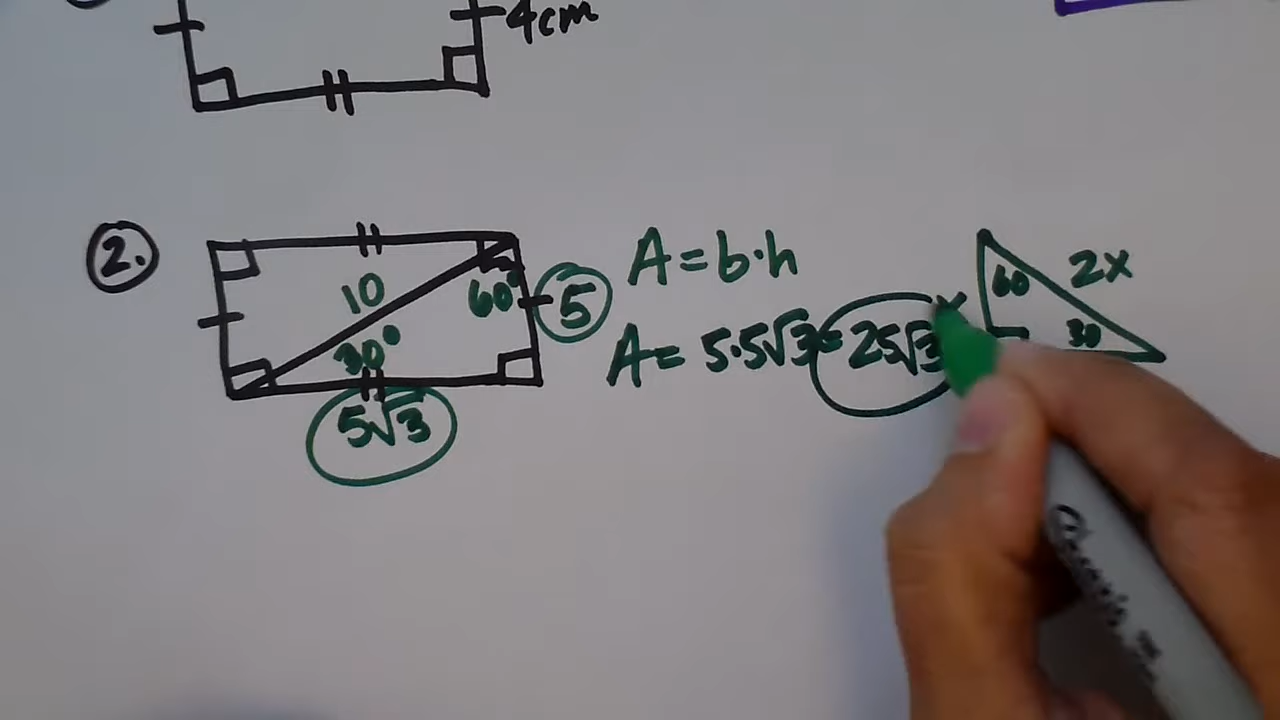 4cm
2.
10
30°
60°
5
5√3
A = b·h
A = 5·5√3 = 25√3
60
30
2x
x